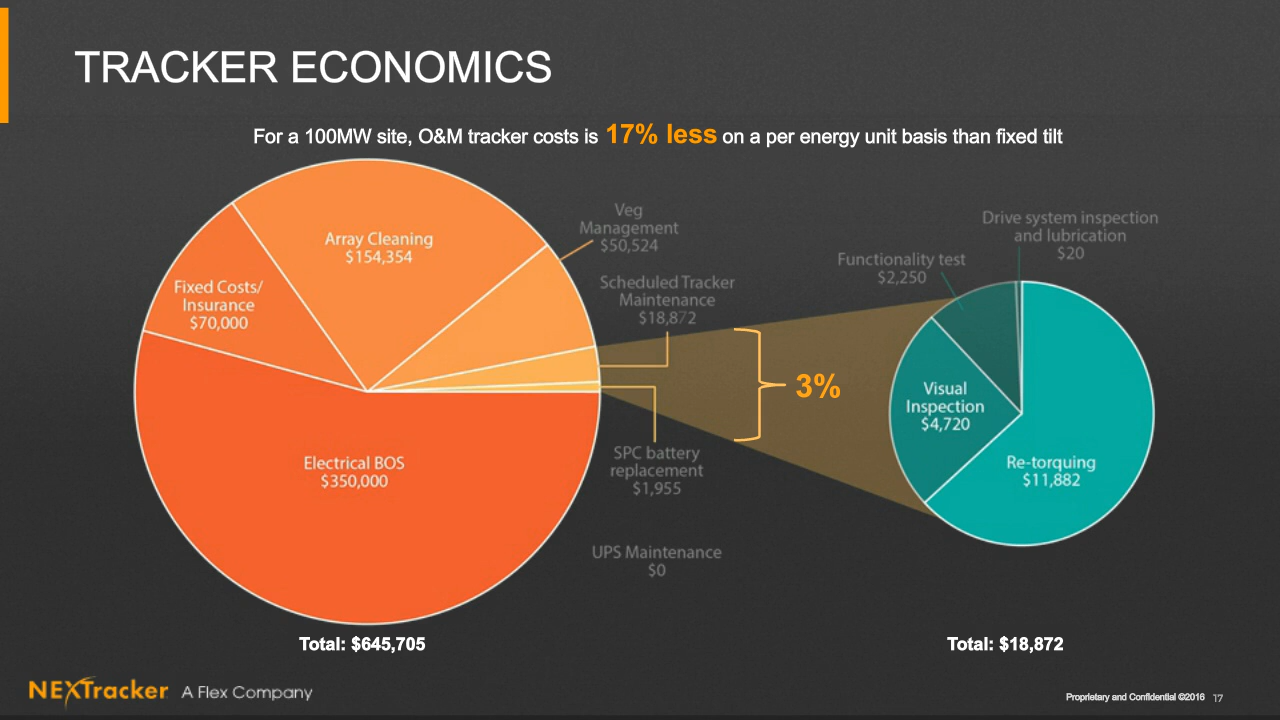 TRACKER ECONOMICS
For a 100MW site, O&M tracker costs is 17% less on a per energy unit basis than fixed tilt
Veg
Management
$50,524
Drive system inspection
and lubrication
$20
Array Cleaning
$154,354
Functionality test
$2,250
Scheduled Tracker
Maintenance
$18,872
Fixed Costs/
Insurance
$70,000
3%
Visual
Inspection
$4,720
Electrical BOS
$350,000
SPC battery
replacement
$1,955
Re-torquing
$11,882
UPS Maintenance
$0
Total: $645,705
Total: $18,872
NEXTracker A Flex Company
Proprietary and Confidential ©2016 17